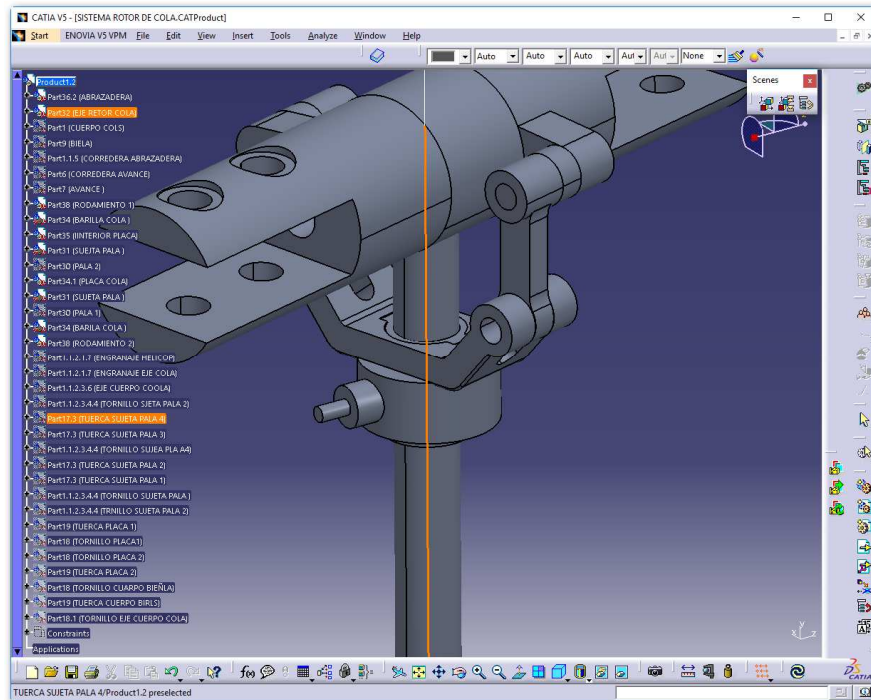 CATIA V5 - [SISTEMA ROTOR DE COLA.CATProduct]
Start ENOVIA V5 VPM File Edit View Insert Tools Analyze Window Help
Auto Auto Auto Aut Aut None
Scenes
Product1.2
Part36.2 (ABRAZADERA)
Part32 (EJE RETOR COLA)
Part1 (CUERPO COLS)
Part9 (BIELA)
Part1.1.5 (CORREDERA ABRAZADERA)
Part6 (CORREDERA AVANCE)
Part7 (AVANCE )
Part38 (RODAMIENTO 1)
Part34 (BARILLA COLA )
Part35 (IINTERIOR PLACA)
Part31 (SUEJTA PALA )
Part30 (PALA 2)
Part34.1 (PLACA COLA)
Part31 (SUJETA PALA )
Part30 (PALA 1)
Part34 (BARILA COLA )
Part38 (RODAMIENTO 2)
Part1.1.2.1.7 (ENGRANAJE HELICOP)
Part1.1.2.1.7 (ENGRANAJE EJE COLA)
Part1.1.2.3.6 (EJE CUERPO COOLA)
Part1.1.2.3.4.4 (TORNILLO SJETA PALA 2)
Part17.3 (TUERCA SUJETA PALA 4)
Part17.3 (TUERCA SUJETA PALA 3)
Part1.1.2.3.4.4 (TORNILLO SUJEA PLA A4)
Part17.3 (TUERCA SUJETA PALA 2)
Part17.3 (TUERCA SUJETA PALA 1)
Part1.1.2.3.4.4 (TORNILLO SUJETA PALA )
Part1.1.2.3.4.4 (TRNILLO SUJETA PALA 2)
Part19 (TUERCA PLACA 1)
Part18 (TORNILLO PLACA1)
Part18 (TORNILLO PLACA 2)
Part19 (TUERCA PLACA 2)
Part18 (TORNILLO CUARPO BIEÑLA)
Part19 (TUERCA CUERPO BIRLS)
Part18.1 (TORNILLO EJE CUERPO COLA)
Constraints
Applications
f(x)
CATIA
TUERCA SUJETA PALA 4/Product1.2 preselected